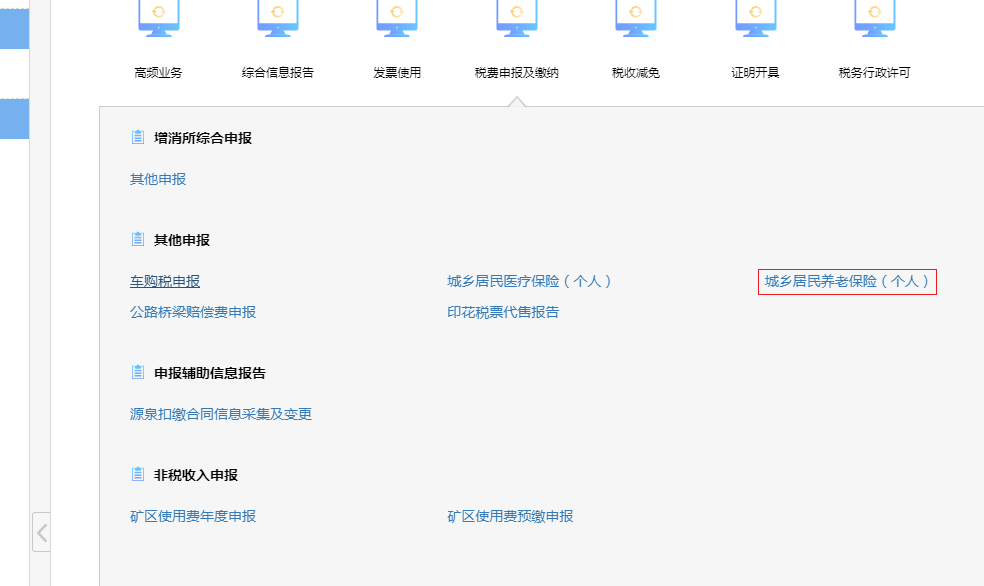 高频业务 综合信息报告 发票使用 税费申报及缴纳 税收减免 证明开具 税务行政许可
增消所综合申报
其他申报
其他申报
车购税申报 城乡居民医疗保险（个人） 城乡居民养老保险（个人）
公路桥梁赔偿费申报 印花税票代售报告
申报辅助信息报告
源泉扣缴合同信息采集及变更
非税收入申报
矿区使用费年度申报 矿区使用费预缴申报